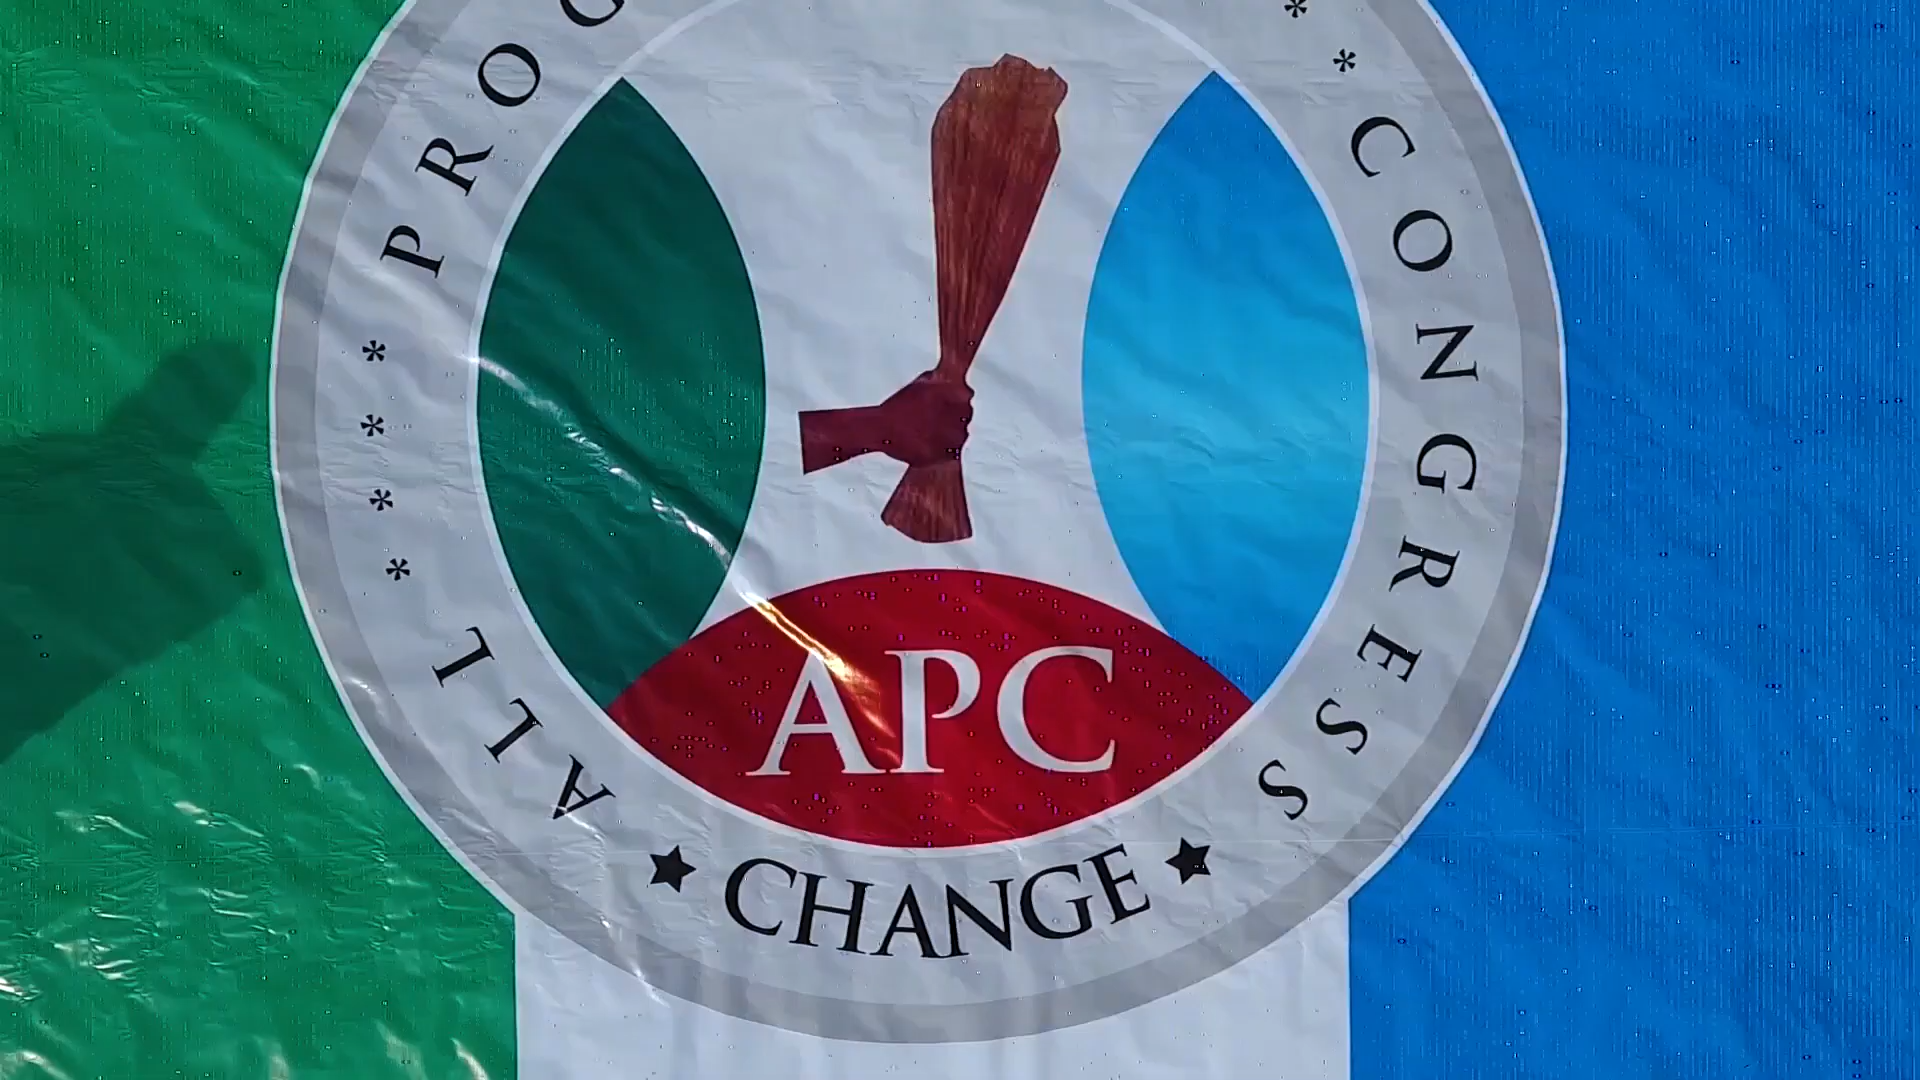 ALL * * * * PROG
* * CONGRESS
APC
★ CHANGE ★